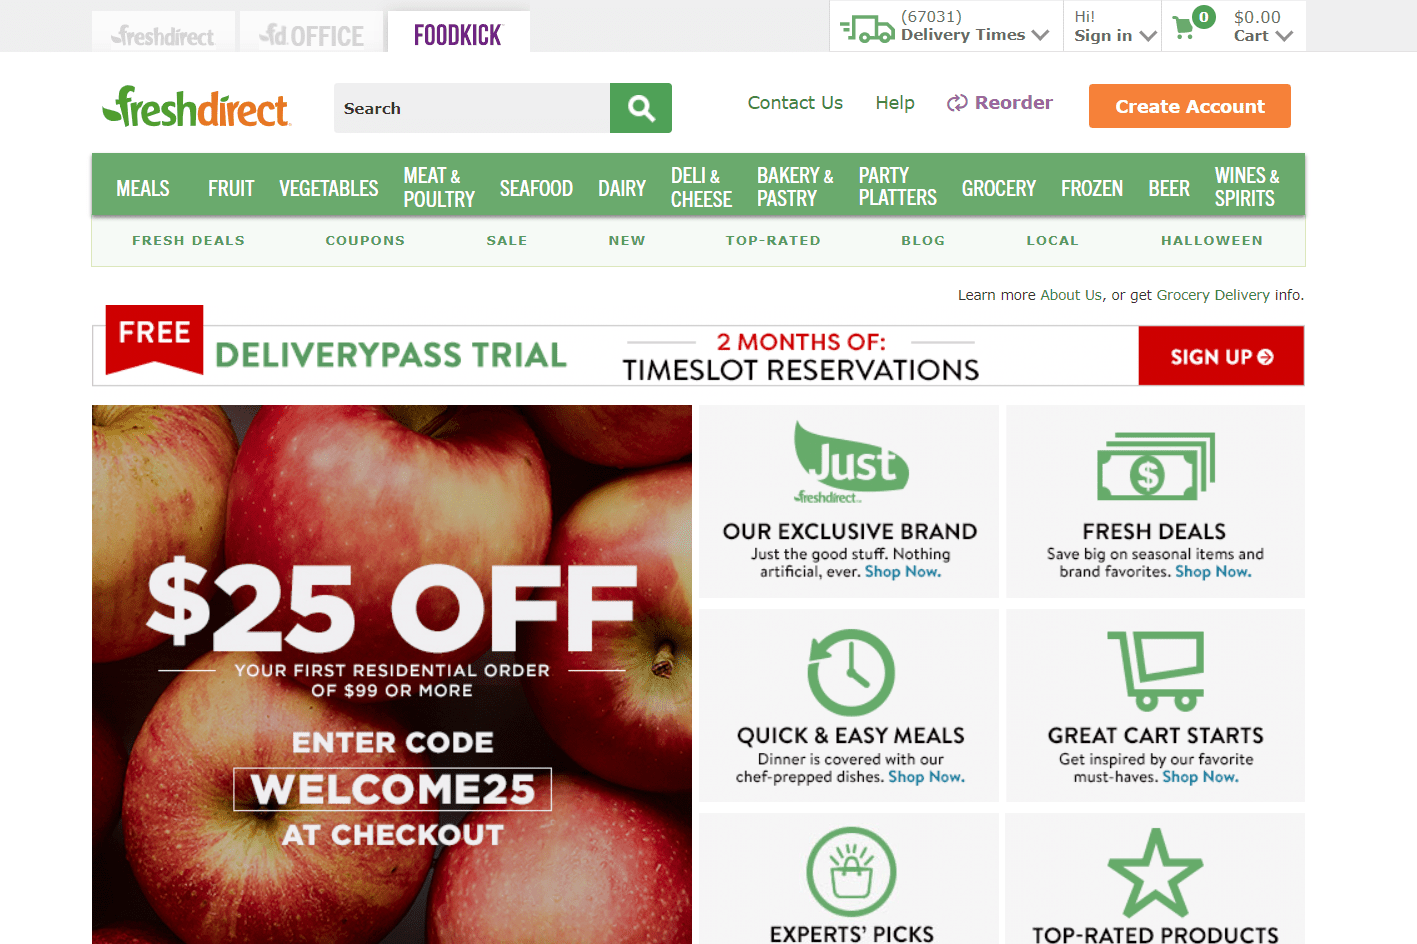 freshdirect
fd OFFICE
FOODKICK
(67031)
Delivery Times
Hi!
Sign in
0
$0.00
Cart
freshdirect
Search
Contact Us
Help
Reorder
Create Account
MEALS
FRUIT
VEGETABLES
MEAT &
POULTRY
SEAFOOD
DAIRY
DELI &
CHEESE
BAKERY &
PASTRY
PARTY
PLATTERS
GROCERY
FROZEN
BEER
WINES &
SPIRITS
FRESH DEALS
COUPONS
SALE
NEW
TOP-RATED
BLOG
LOCAL
HALLOWEEN
Learn more About Us, or get Grocery Delivery info.
FREE
DELIVERYPASS TRIAL
2 MONTHS OF:
TIMESLOT RESERVATIONS
SIGN UP
$25 OFF
YOUR FIRST RESIDENTIAL ORDER
OF $99 OR MORE
ENTER CODE
WELCOME25
AT CHECKOUT
Just
freshdirect
OUR EXCLUSIVE BRAND
Just the good stuff. Nothing
artificial, ever. Shop Now.
$
FRESH DEALS
Save big on seasonal items and
brand favorites. Shop Now.
QUICK & EASY MEALS
Dinner is covered with our
chef-prepped dishes. Shop Now.
GREAT CART STARTS
Get inspired by our favorite
must-haves. Shop Now.
EXPERTS' PICKS
TOP-RATED PRODUCTS